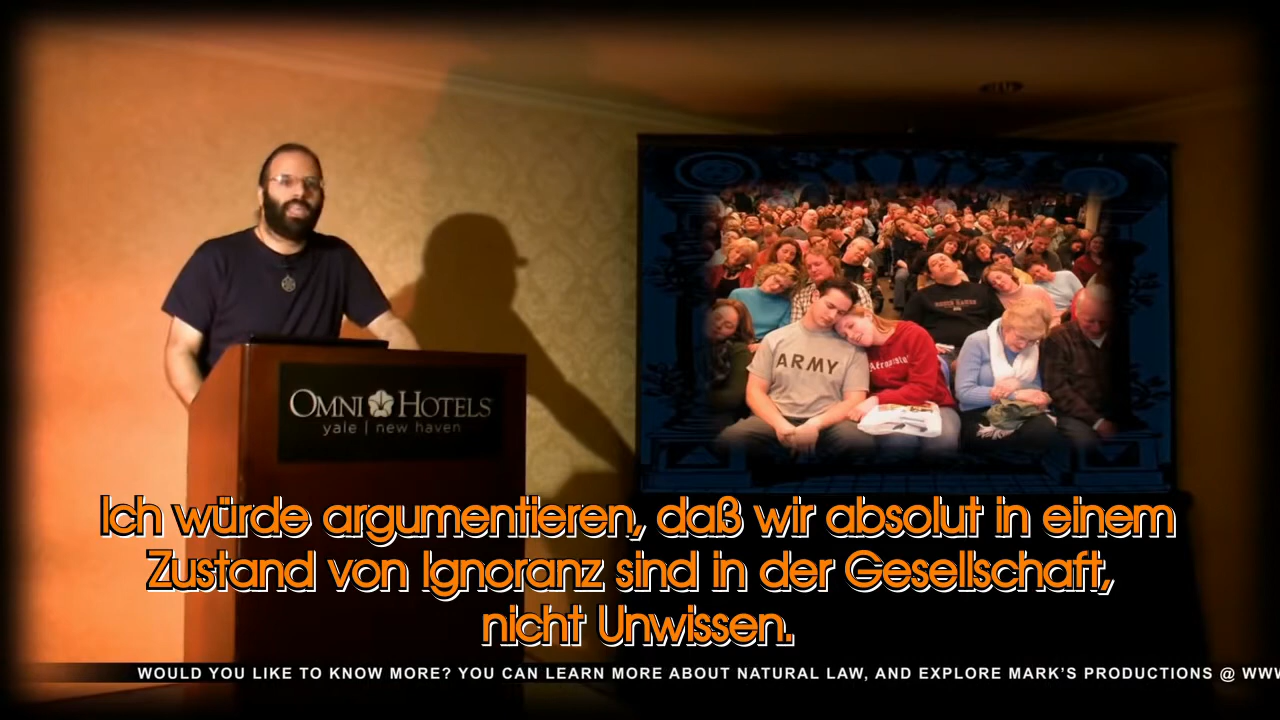 OMNI HOTELS
yale | new haven
ARMY
Ich würde argumentieren, daß wir absolut in einem
Zustand von Ignoranz sind in der Gesellschaft,
nicht Unwissen.
WOULD YOU LIKE TO KNOW MORE? YOU CAN LEARN MORE ABOUT NATURAL LAW, AND EXPLORE MARK'S PRODUCTIONS @ WWW